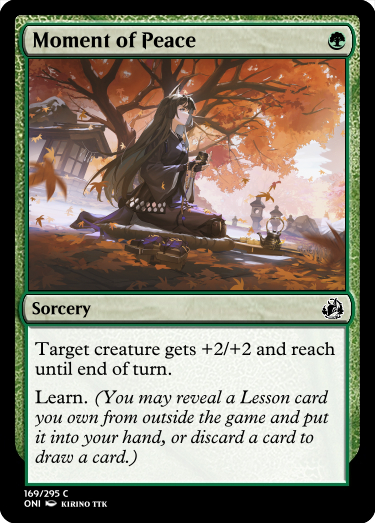 Moment of Peace
Sorcery
Target creature gets +2/+2 and reach
until end of turn.
Learn. (You may reveal a Lesson card
you own from outside the game and put
it into your hand, or discard a card to
draw a card.)
169/295 C
ONI KIRINO TTK